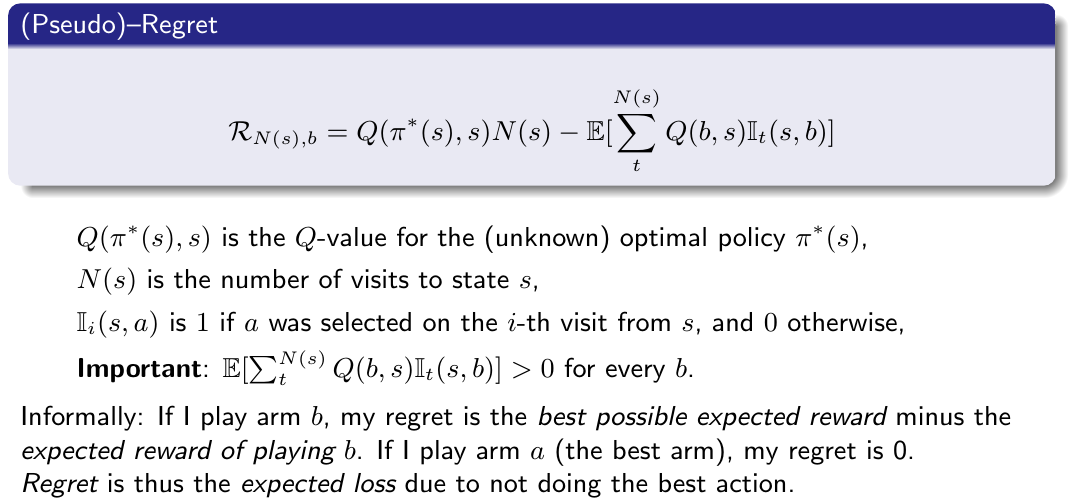 (Pseudo)–Regret
$\mathcal{R}_{N(s),b} = Q(\pi^*(s), s)N(s) - \mathbb{E}[\sum_{t}^{N(s)} Q(b, s)\mathbb{I}_t(s, b)]$
$Q(\pi^*(s), s)$ is the $Q$-value for the (unknown) optimal policy $\pi^*(s)$,
$N(s)$ is the number of visits to state $s$,
$\mathbb{I}_i(s, a)$ is 1 if $a$ was selected on the $i$-th visit from $s$, and 0 otherwise,
Important: $\mathbb{E}[\sum_{t}^{N(s)} Q(b, s)\mathbb{I}_t(s, b)] > 0$ for every $b$.
Informally: If I play arm $b$, my regret is the best possible expected reward minus the
expected reward of playing $b$. If I play arm $a$ (the best arm), my regret is 0.
Regret is thus the expected loss due to not doing the best action.